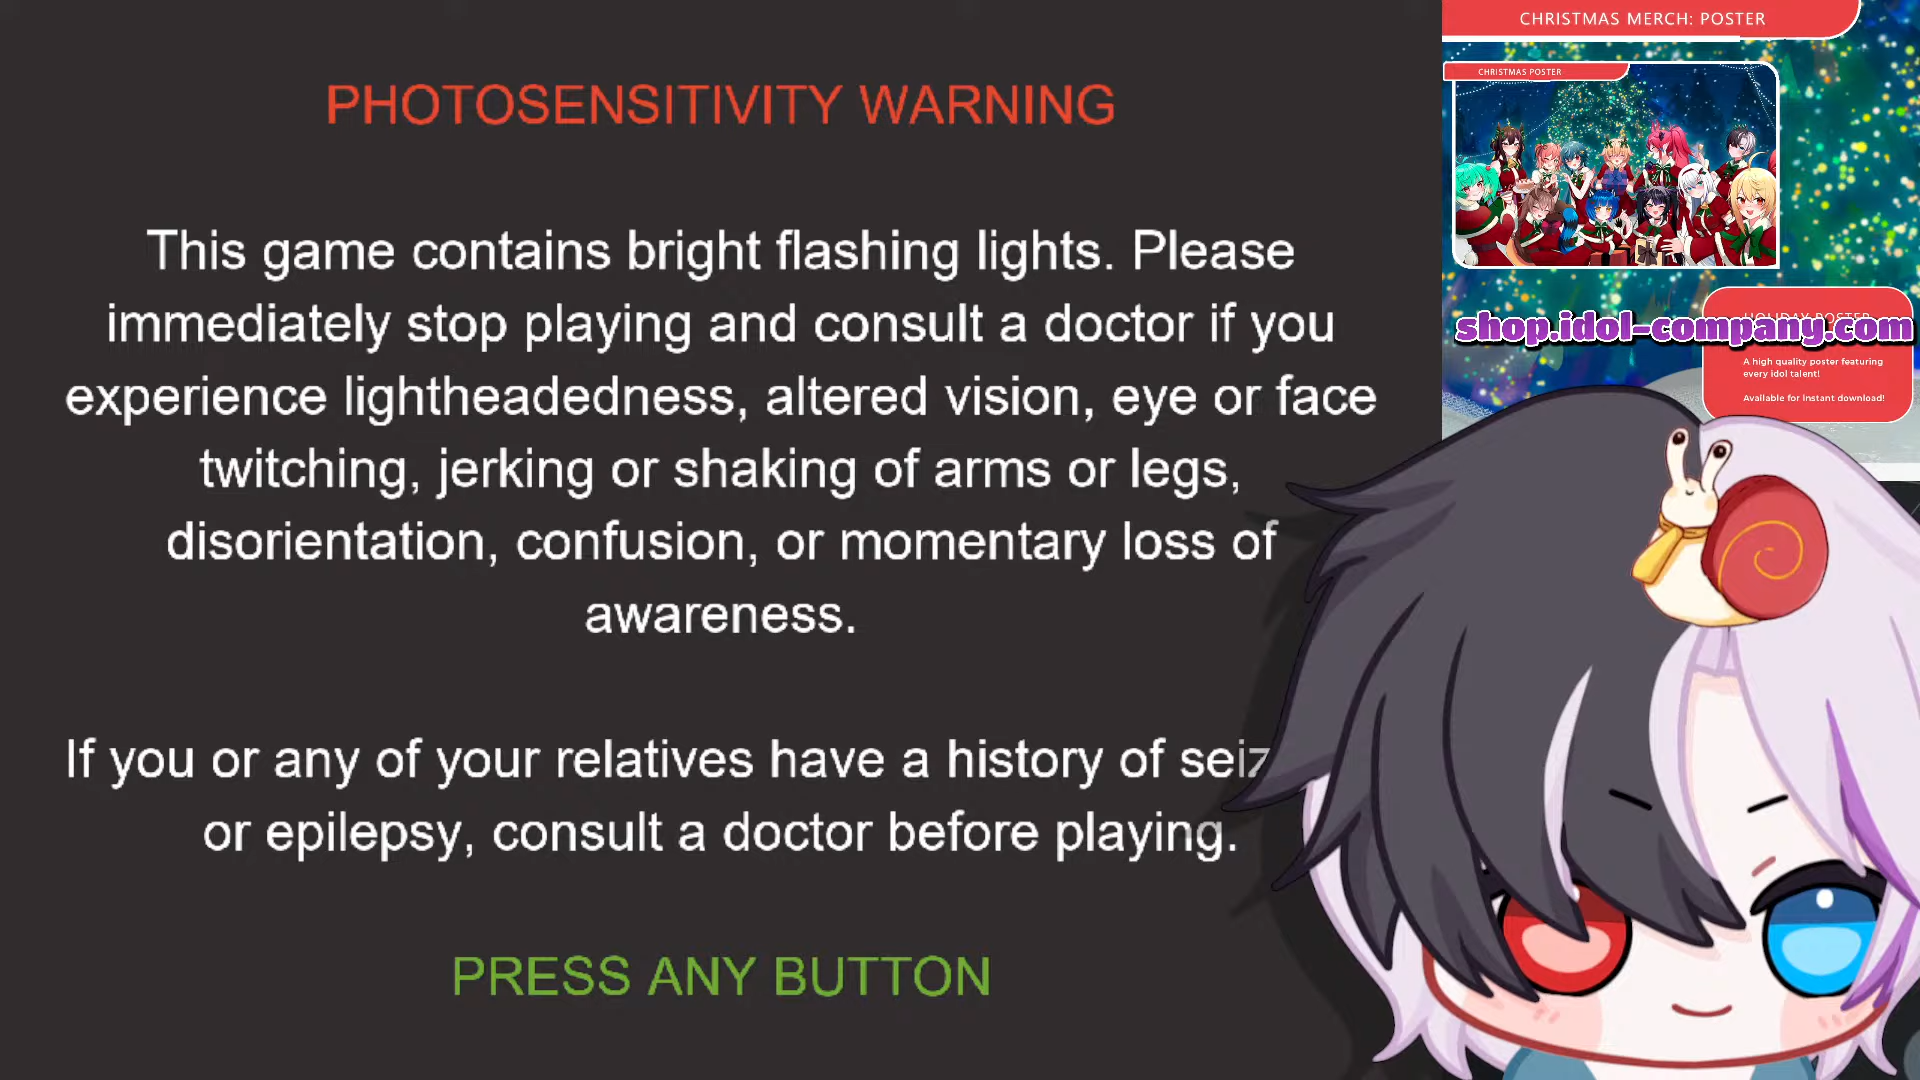 PHOTOSENSITIVITY WARNING
This game contains bright flashing lights. Please
immediately stop playing and consult a doctor if you
experience lightheadedness, altered vision, eye or face
twitching, jerking or shaking of arms or legs,
disorientation, confusion, or momentary loss of
awareness.
If you or any of your relatives have a history of seiz
or epilepsy, consult a doctor before playing.
PRESS ANY BUTTON
CHRISTMAS MERCH: POSTER
CHRISTMAS POSTER
HOLIDAY POSTER
shop.idol-company.com
A high quality poster featuring
every idol talent!
Available for instant download!